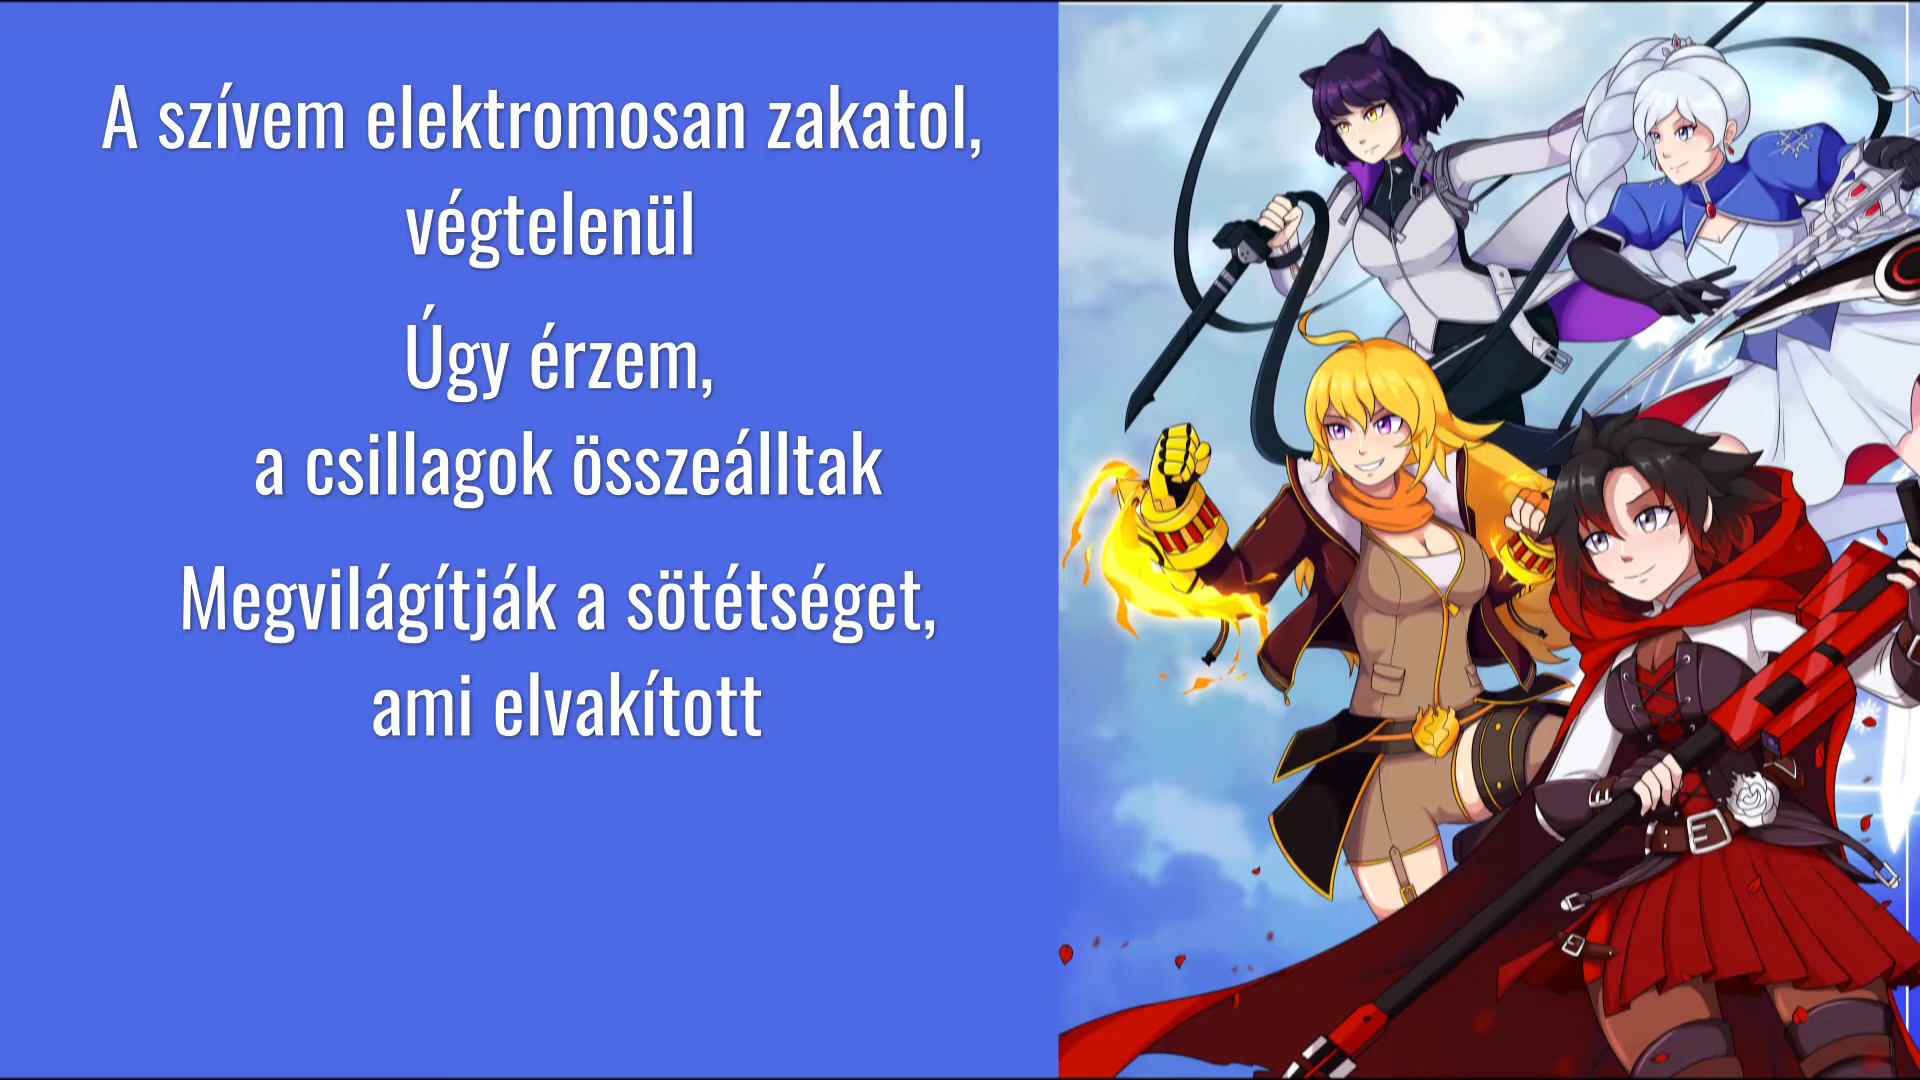 A szívem elektromosan zakatol,
végtelenül
Úgy érzem,
a csillagok összeálltak
Megvilágítják a sötétséget,
ami elvakított